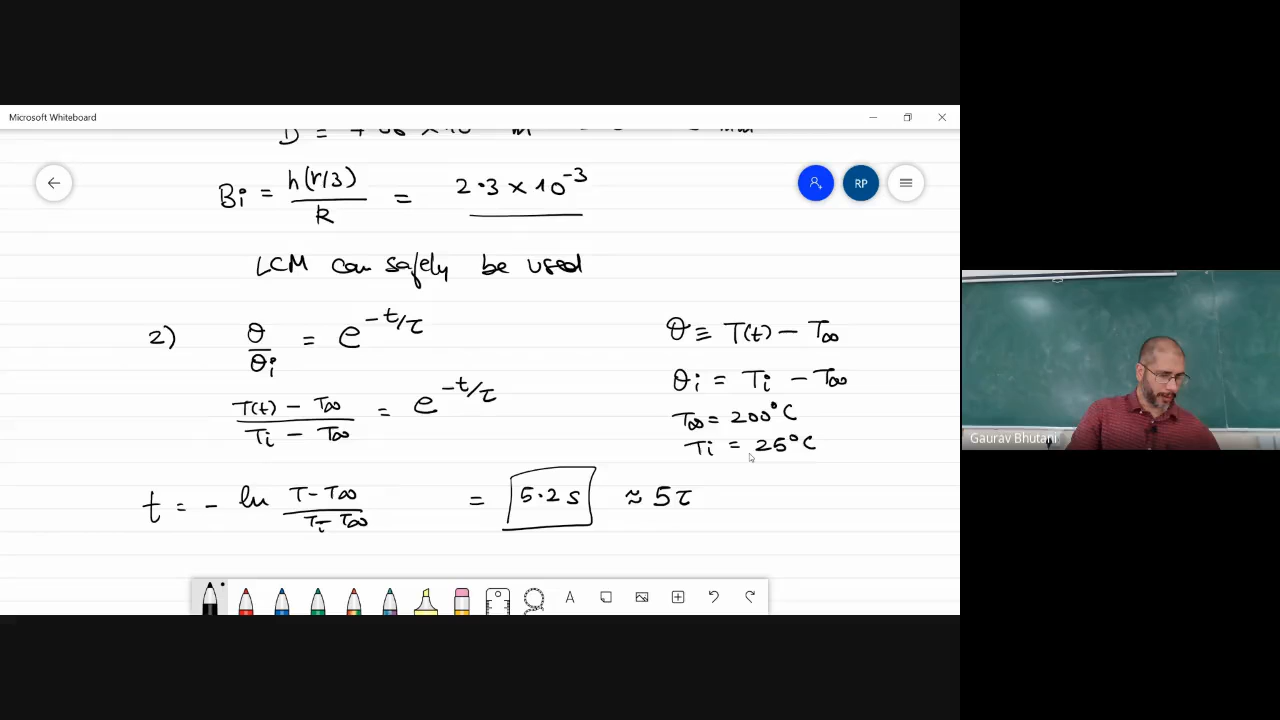 Microsoft Whiteboard
RP
Bi = h(r/3) / k = 2.3 × 10^-3
LCM can safely be used
2) θ/θi = e^-t/τ
θ ≡ T(t) - T∞
θi = Ti - T∞
T(t) - T∞ / Ti - T∞ = e^-t/τ
T∞ = 200°C
Ti = 25°C
t = - ln T - T∞ / Ti - T∞ = 5.2 s ≈ 5τ
A
Gaurav Bhutani